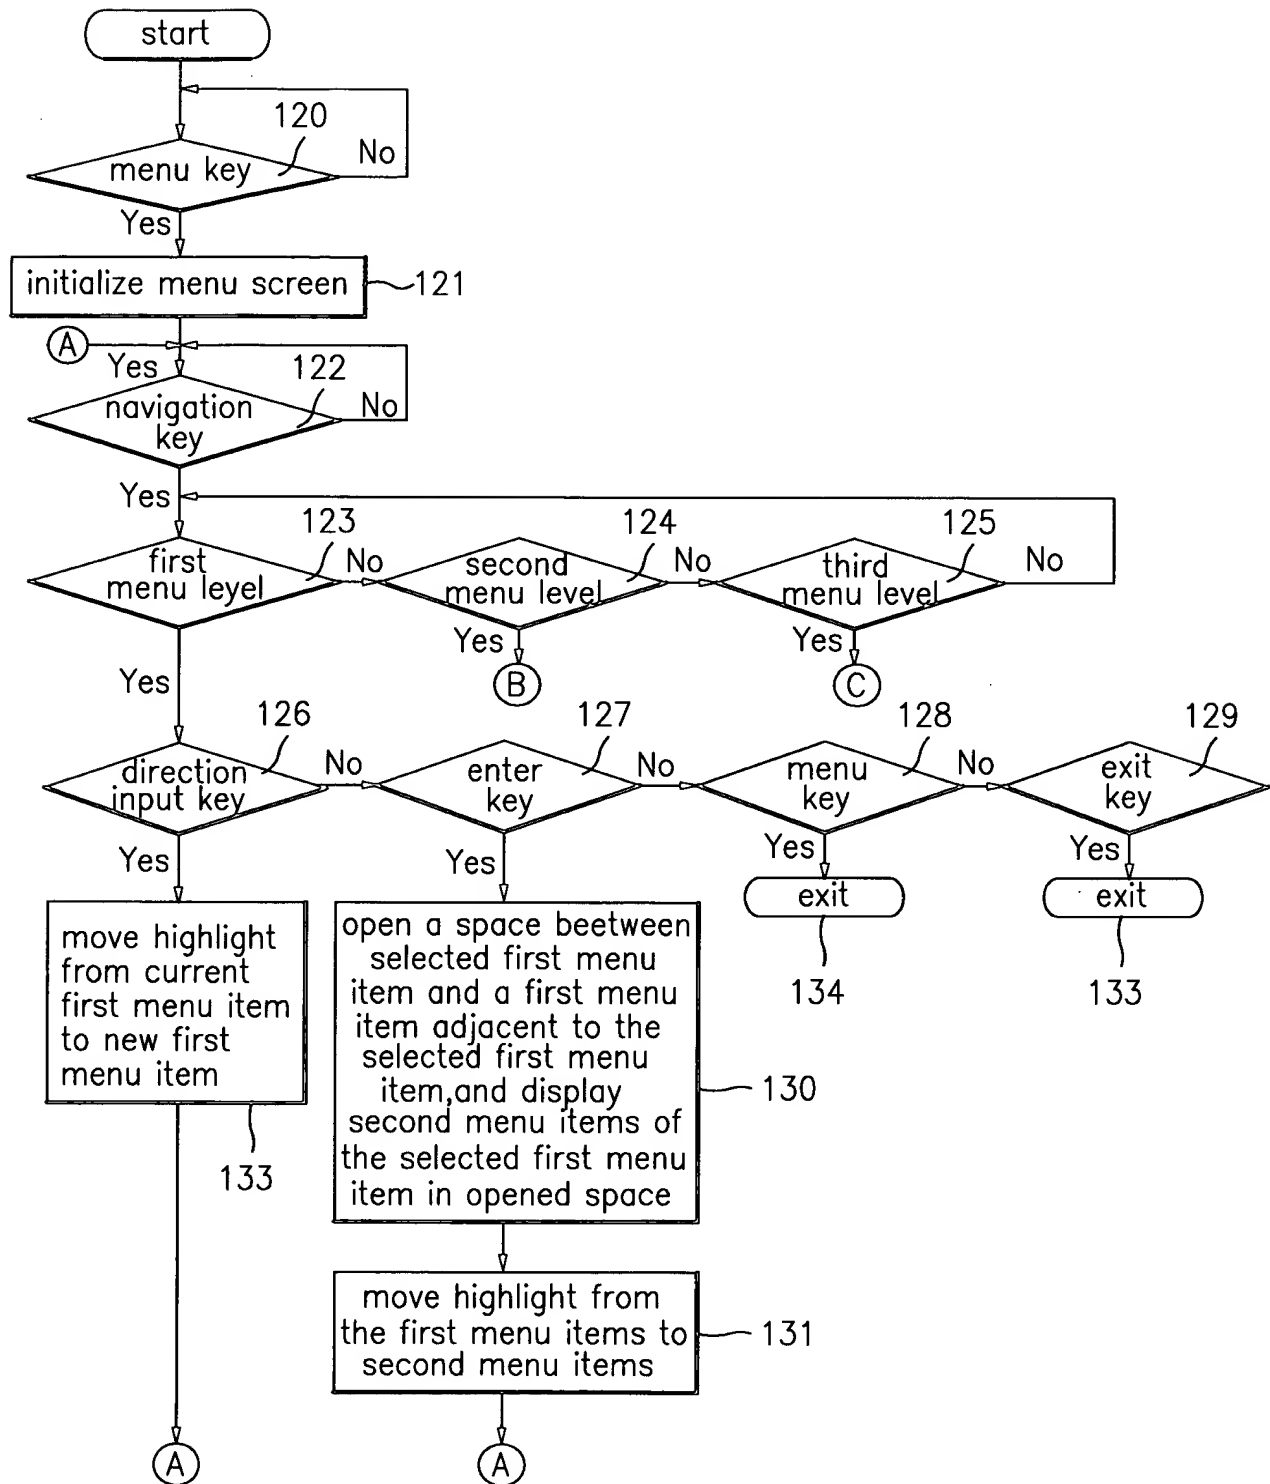 start
120
menu key
No
Yes
initialize menu screen
121
A
Yes
122
navigation
key
No
Yes
123
first
menu leyel
No
124
second
menu level
No
125
third
menu level
No
Yes
B
Yes
C
Yes
126
direction
input key
No
127
enter
key
No
128
menu
key
No
129
exit
key
Yes
Yes
Yes
exit
134
Yes
exit
133
move highlight
from current
first menu item
to new first
menu item
133
open a space beetween
selected first menu
item and a first menu
item adjacent to the
selected first menu
item,and display
second menu items of
the selected first menu
item in opened space
130
move highlight from
the first menu items to
second menu items
131
A
A